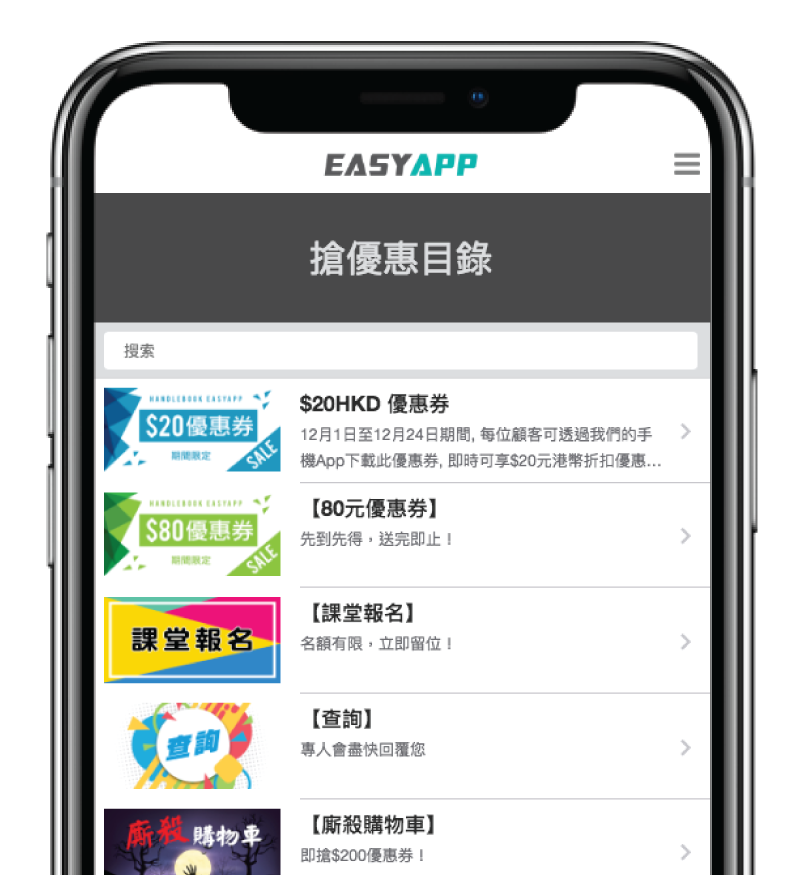 EASYAPP
搶優惠目錄
搜索
HANDLEBOOK EASYAPP
$20優惠券
期間限定
SALE
$20HKD 優惠券
12月1日至12月24日期間, 每位顧客可透過我們的手
機App下載此優惠券, 即時可享$20元港幣折扣優惠...
HANDLEBOOK EASYAPP
$80優惠券
期間限定
SALE
【80元優惠券】
先到先得，送完即止！
課堂報名
【課堂報名】
名額有限，立即留位！
查詢
【查詢】
專人會盡快回覆您
廝殺購物車
【廝殺購物車】
即搶$200優惠券！